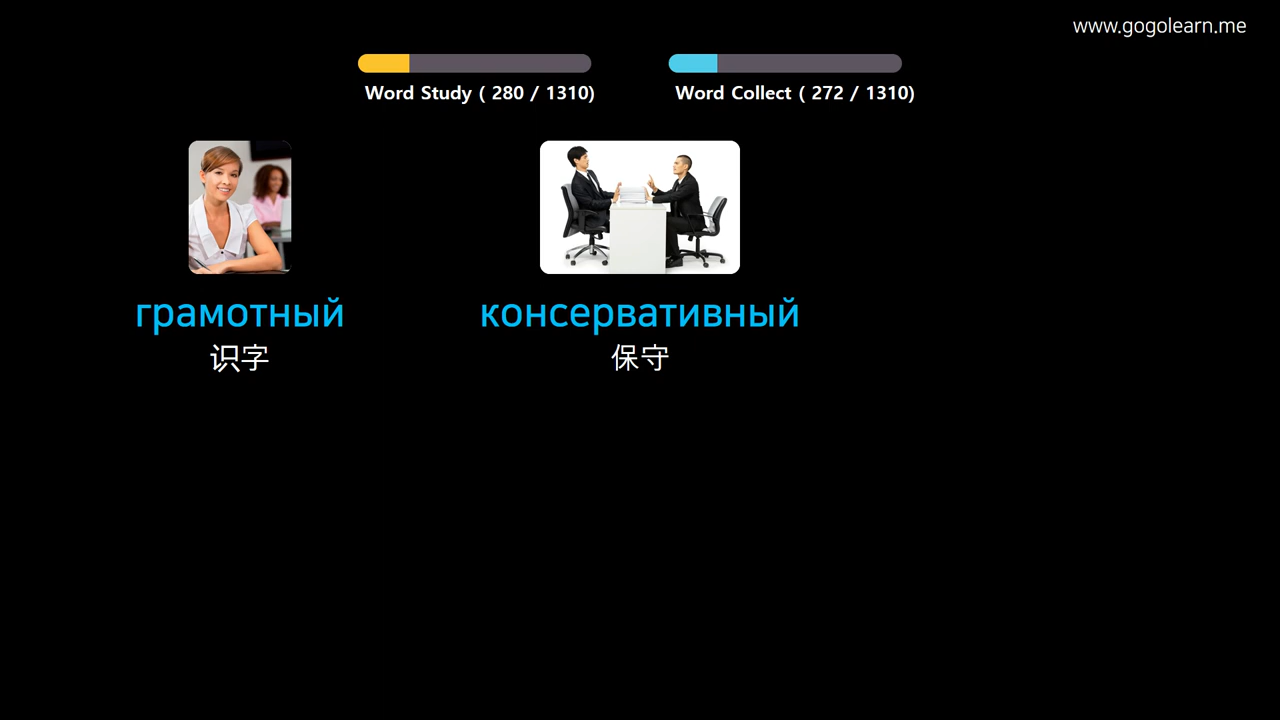 www.gogolearn.me
Word Study ( 280 / 1310)
Word Collect ( 272 / 1310)
грамотный
识字
консервативный
保守